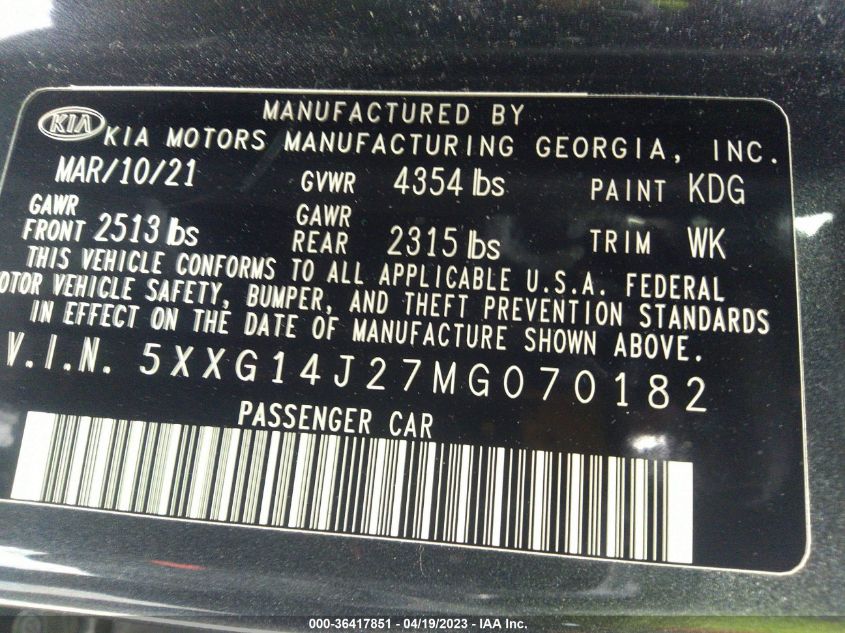 MANUFACTURED BY
KIA KIA MOTORS MANUFACTURING GEORGIA, INC.
MAR/10/21 GVWR 4354 lbs PAINT KDG
GAWR FRONT 2513 lbs GAWR REAR 2315 lbs TRIM WK
THIS VEHICLE CONFORMS TO ALL APPLICABLE U.S.A. FEDERAL
MOTOR VEHICLE SAFETY, BUMPER, AND THEFT PREVENTION STANDARDS
IN EFFECT ON THE DATE OF MANUFACTURE SHOWN ABOVE.
V.I.N. 5XXG14J27MG070182
PASSENGER CAR
000-36417851 - 04/19/2023 - IAA Inc.